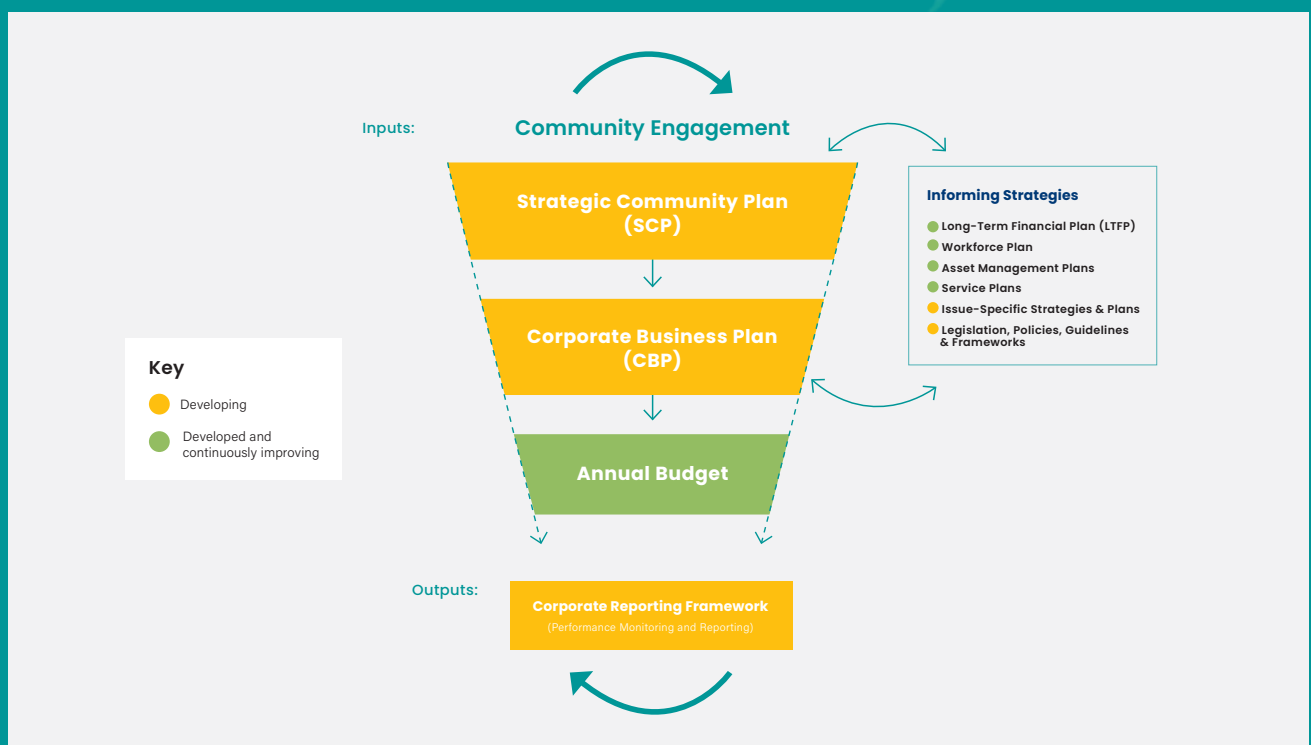 Inputs:
Community Engagement
Strategic Community Plan
(SCP)
Informing Strategies
Long-Term Financial Plan (LTFP)
Workforce Plan
Asset Management Plans
Service Plans
Issue-Specific Strategies & Plans
Legislation, Policies, Guidelines
& Frameworks
Corporate Business Plan
(CBP)
Key
Developing
Developed and
continuously improving
Annual Budget
Outputs:
Corporate Reporting Framework
(Performance Monitoring and Reporting)